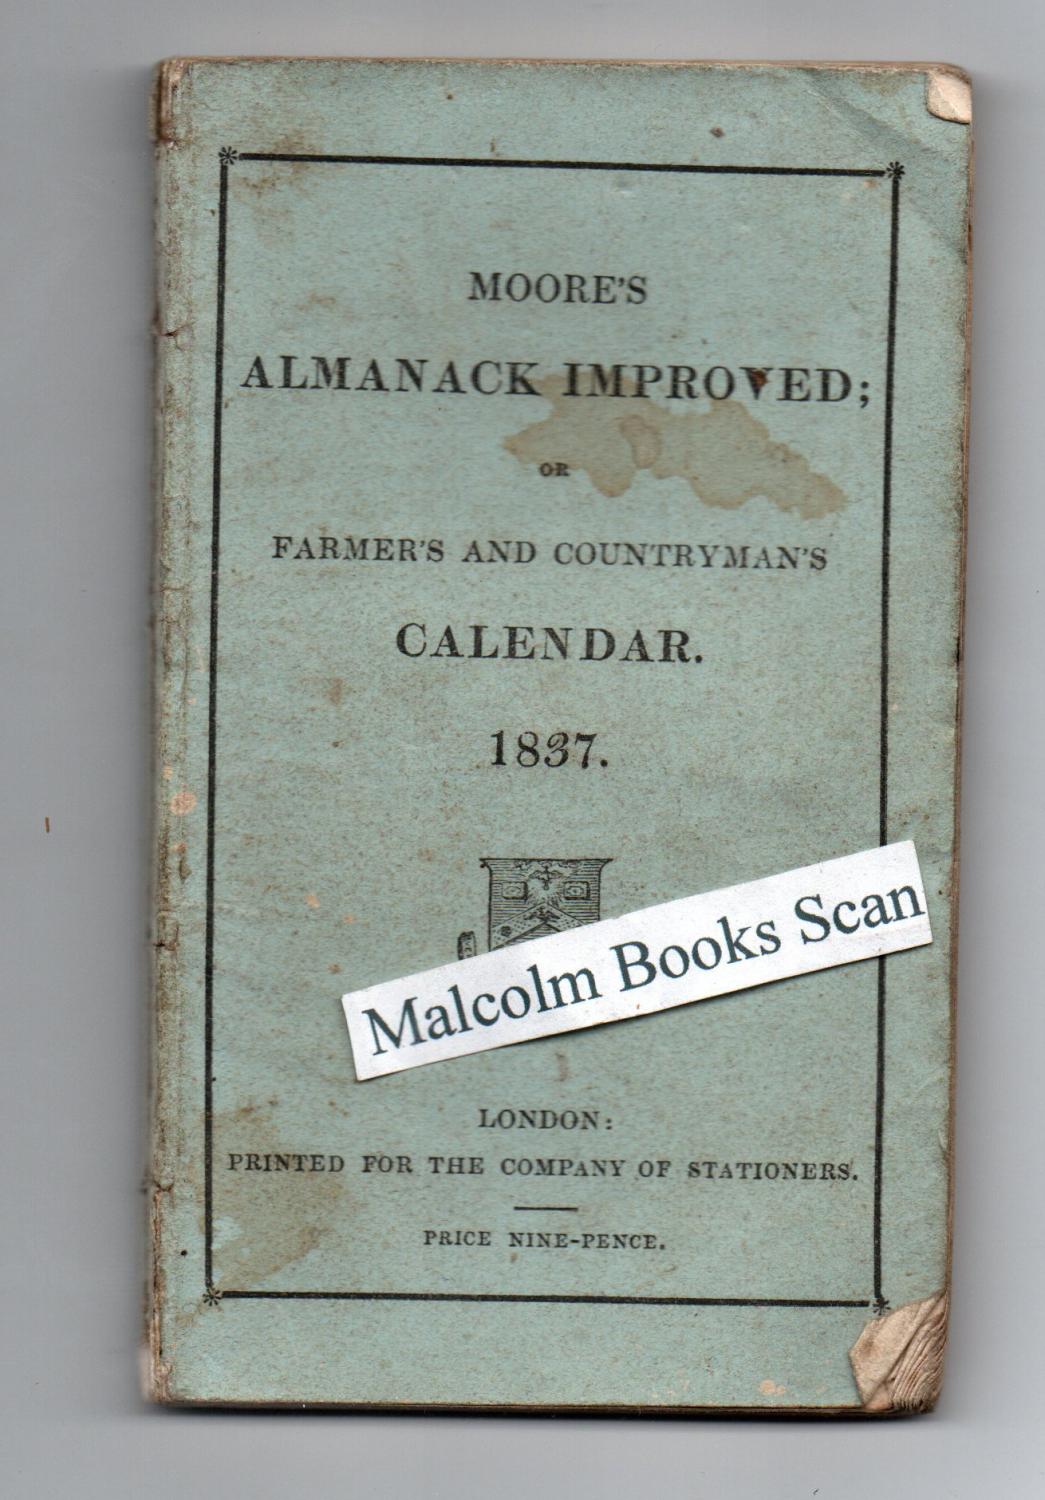 MOORE'S
ALMANACK IMPROVED;
OR
FARMER'S AND COUNTRYMAN'S
CALENDAR.
1837.
Malcolm Books Scan
LONDON:
PRINTED FOR THE COMPANY OF STATIONERS.
PRICE NINE-PENCE.